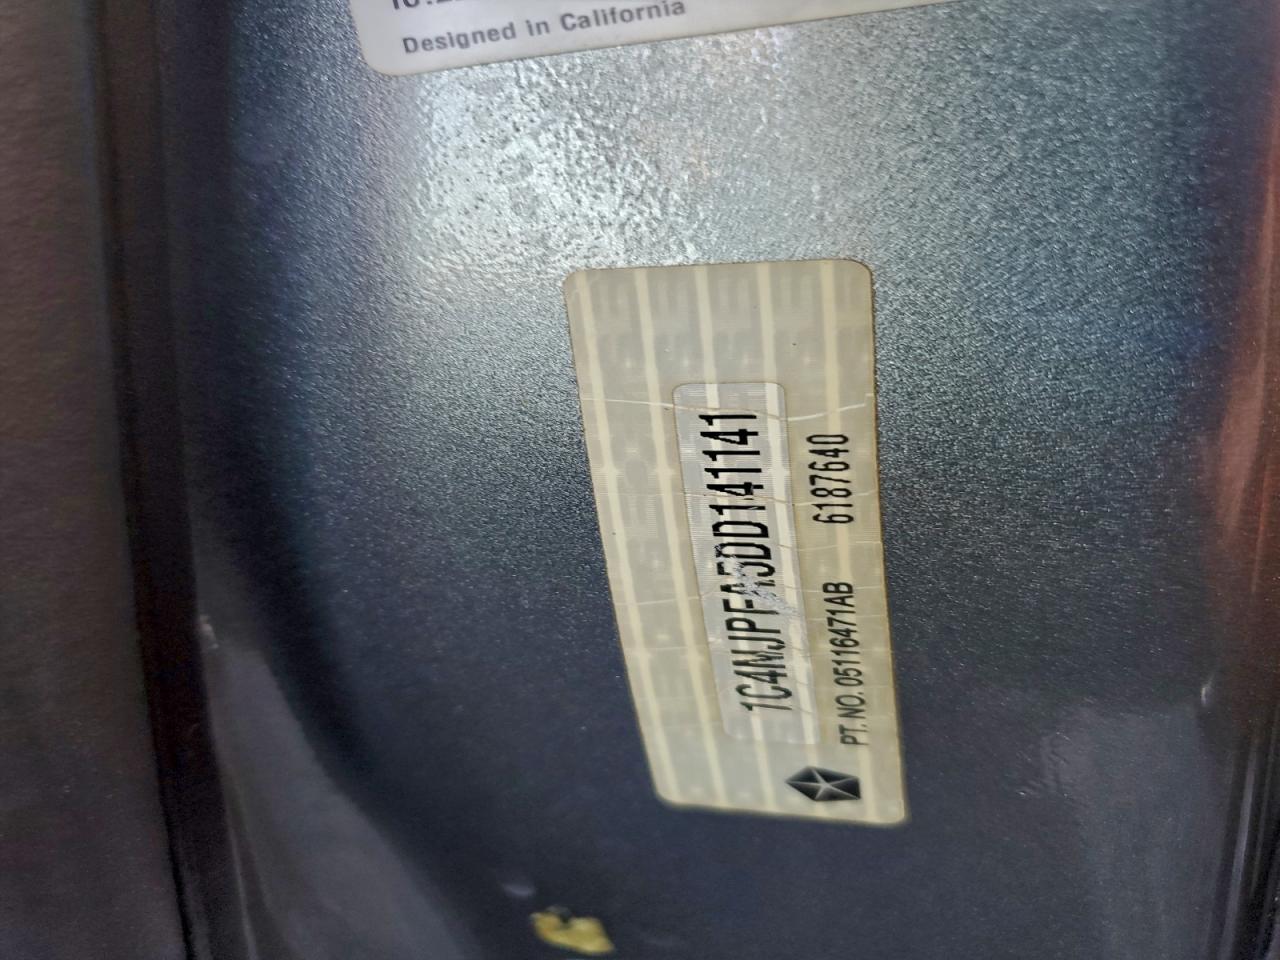 Designed in California
1C4NJPFA5DD141141
PT. NO. 05116471AB 6187640